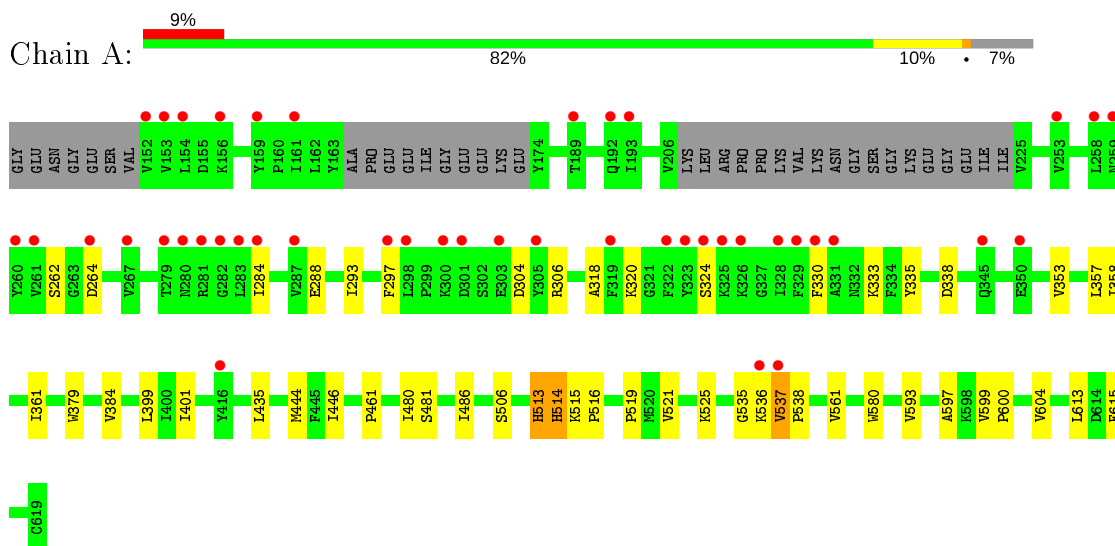 9%
Chain A:
82% 10% • 7%
GLY GLU ASN GLY GLU SER VAL V152 V153 L154 D155 K156 Y159 P160 I161 L162 Y163 ALA PRO GLU GLU ILE GLY GLU GLU LYS GLU Y174 T189 Q192 I193 V206 LYS LEU ARG PRO PRO LYS VAL LYS ASN GLY SER GLY LYS GLU GLY GLU ILE ILE V225 V253 L258 N259
Y260 V261 S262 G263 D264 V267 T279 N280 R281 G282 L283 I284 V287 E288 I293 F297 L298 P299 K300 D301 S302 E303 D304 Y305 R306 A318 F319 K320 G321 F322 Y323 S324 K325 K326 G327 I328 F329 F330 A331 N332 K333 F334 Y335 D338 Q345 E350 V353 L357 I358
I361 W379 V384 L399 I400 I401 Y416 L435 M444 F445 I446 P461 I480 S481 I486 S506 H513 H514 K515 P516 P519 M520 V521 K525 G535 K536 V537 P538 V561 W580 V593 A597 K598 V599 P600 V604 L613 D614
C619